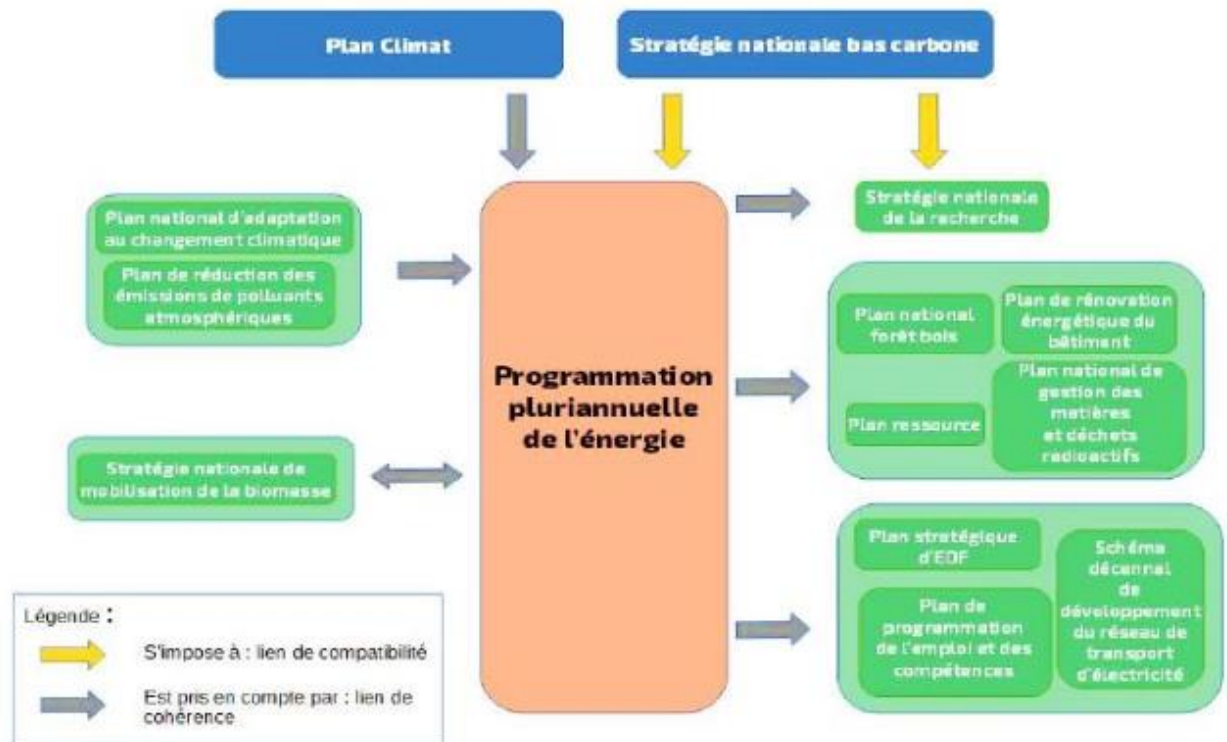 Plan Climat
Stratégie nationale bas carbone
Plan national d'adaptation
au changement climatique
Plan de réduction des
émissions de polluants
atmosphériques
Stratégie nationale de
mobilisation de la biomasse
Programmation
pluriannuelle
de l'énergie
Stratégie nationale
de la recherche
Plan national
forêt bois
Plan de rénovation
énergétique du
bâtiment
Plan ressource
Plan national de
gestion des
matières
et déchets
radioactifs
Plan stratégique
d'EDF
Plan de
programmation
de l'emploi et des
compétences
Schéma
décennal
de
développement
du réseau de
transport
d'électricité
Légende :
S'impose à : lien de compatibilité
Est pris en compte par : lien de
cohérence